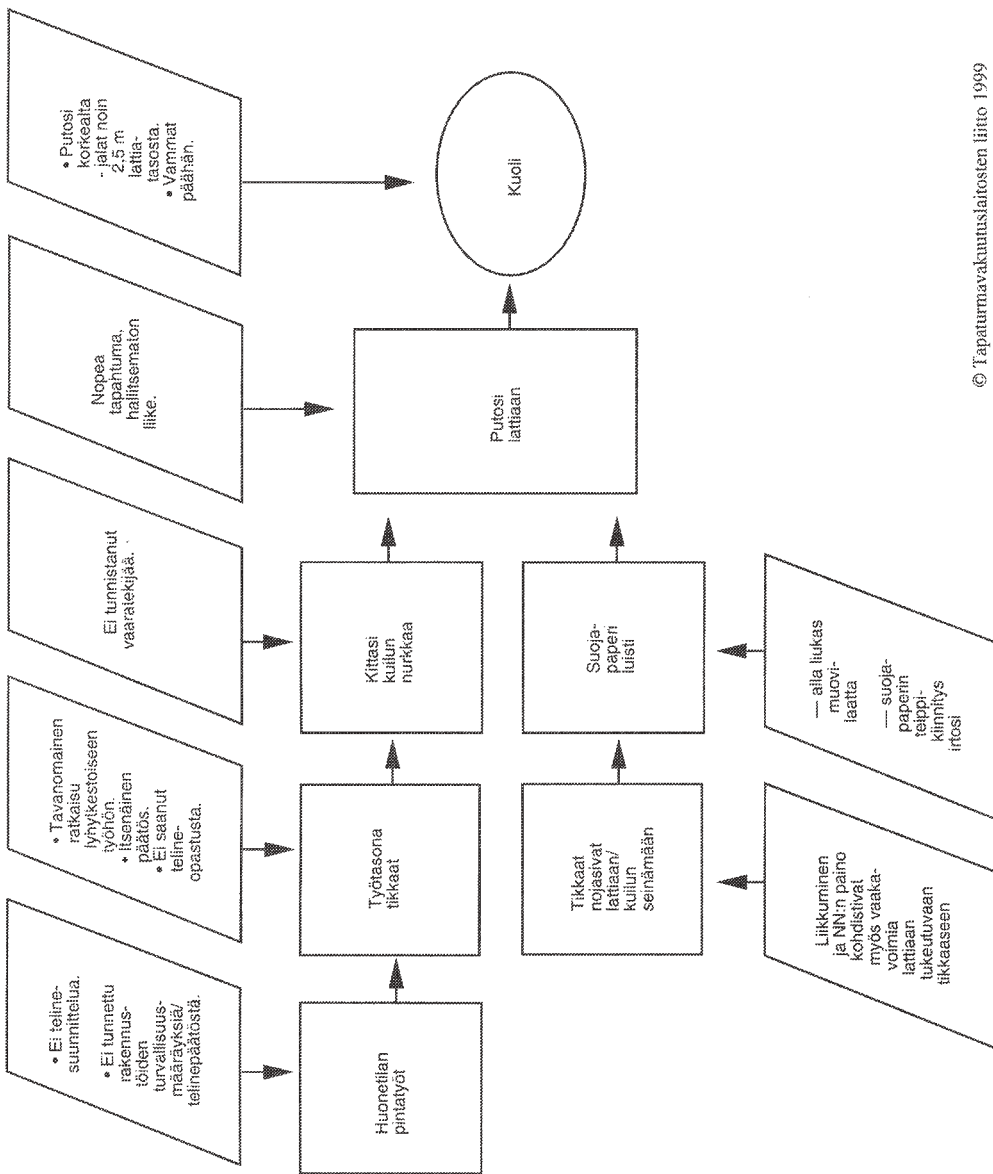 • Ei teline-
suunnittelua.
• Ei tunnettu
rakennus-
töiden
turvallisuus-
määräyksiä/
telinepäätöstä.
• Tavanomainen
ratkaisu
lyhytkestoiseen
työhön.
• Itsenäinen
päätös.
• Ei saanut
teline-
opastusta.
Ei tunnistanut
vaaratekijää.
Nopea
tapahtuma,
hallitsematon
liike.
• Putosi
korkealta
- jalat noin
2,5 m
lattia-
tasosta.
• Vammat
päähän.
Huonetilan
pintatyöt
Työtasona
tikkaat
Kittasi
kuilun
nurkkaa
Putosi
lattiaan
Kuoli
Tikkaat
nojasivat
lattiaan/
kuilun
seinämään
Suoja-
paperi
luisti
Liikkuminen
ja NN:n paino
kohdistivat
myös vaaka-
voimia
lattiaan
tukeutuvaan
tikkaaseen
— alla liukas
muovi-
laatta
— suoja-
paperin
teippi-
kiinnitys
irtosi
© Tapaturmavakuutuslaitosten liitto 1999